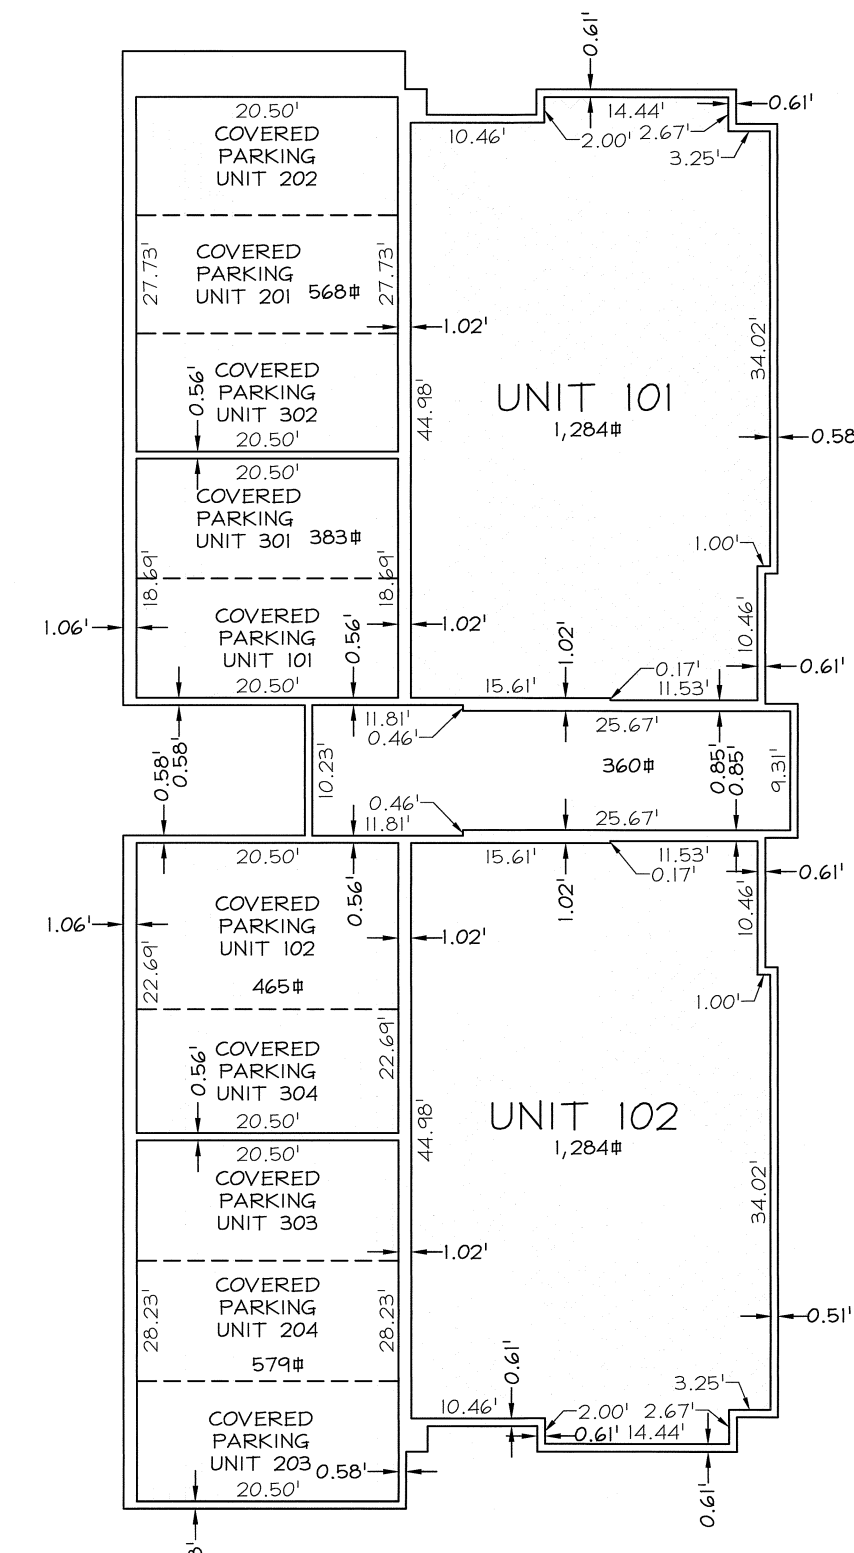 0.61'
20.50'
COVERED
PARKING
UNIT 202
14.44'
0.61'
10.46'
2.00'
2.67'
3.25'
27.73'
COVERED
PARKING
UNIT 201
568⌗
27.73'
1.02'
34.02'
COVERED
PARKING
UNIT 302
0.56'
20.50'
44.98'
UNIT 101
1,284⌗
0.58
20.50'
COVERED
PARKING
UNIT 301
383⌗
18.69'
18.69'
1.00'
10.46'
COVERED
PARKING
UNIT 101
1.06'
0.56'
1.02'
1.02'
0.61'
20.50'
15.61'
0.17'
11.53'
0.58'
0.58'
11.81'
0.46'
10.23'
25.67'
360⌗
0.85'
0.85'
9.31'
0.46'
11.81'
25.67'
20.50'
15.61'
11.53'
0.17'
0.56'
1.02'
10.46'
0.61'
COVERED
PARKING
UNIT 102
1.06'
1.02'
22.69'
465⌗
1.00'
22.69'
COVERED
PARKING
UNIT 304
0.56'
20.50'
44.98'
UNIT 102
1,284⌗
20.50'
COVERED
PARKING
UNIT 303
34.02'
1.02'
COVERED
PARKING
UNIT 204
28.23'
28.23'
579⌗
0.51'
0.61'
3.25'
COVERED
PARKING
UNIT 203
10.46'
2.00'
2.67'
0.61'
14.44'
0.58'
20.50'
0.61'